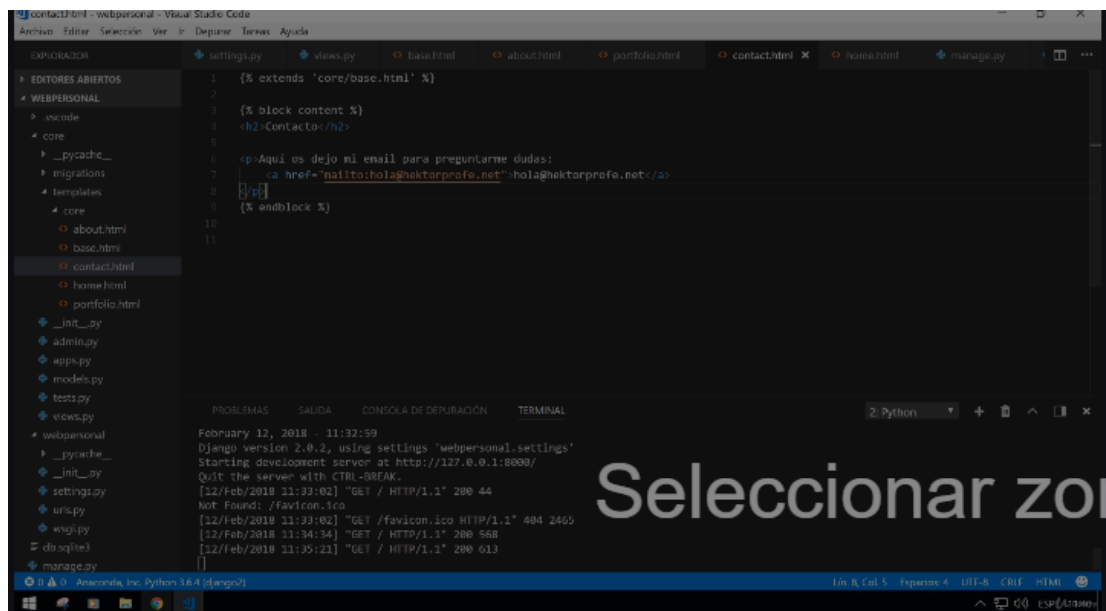 contact.html - webpersonal - Visual Studio Code
Archivo Editar Selección Ver Ir Depurar Tareas Ayuda
EXPLORADOR
settings.py views.py base.html about.html portfolio.html contact.html home.html manage.py
EDITORES ABIERTOS
WEBPERSONAL
.vscode
core
__pycache__
migrations
templates
core
about.html
base.html
contact.html
home.html
portfolio.html
__init__.py
admin.py
apps.py
models.py
tests.py
views.py
webpersonal
__pycache__
__init__.py
settings.py
urls.py
wsgi.py
db.sqlite3
manage.py
1 {% extends 'core/base.html' %}
2
3 {% block content %}
4 <h2>Contacto</h2>
5
6 <p>Aquí os dejo mi email para preguntarme dudas:
7 <a href="mailto:hola@hektorprofe.net">hola@hektorprofe.net</a>
8 </p>
9 {% endblock %}
10
11
PROBLEMAS SALIDA CONSOLA DE DEPURACIÓN TERMINAL 2: Python
February 12, 2018 - 11:32:59
Django version 2.0.2, using settings 'webpersonal.settings'
Starting development server at http://127.0.0.1:8000/
Quit the server with CTRL-BREAK.
[12/Feb/2018 11:33:02] "GET / HTTP/1.1" 200 44
Not Found: /favicon.ico
[12/Feb/2018 11:33:02] "GET /favicon.ico HTTP/1.1" 404 2465
[12/Feb/2018 11:34:34] "GET / HTTP/1.1" 200 568
[12/Feb/2018 11:35:21] "GET / HTTP/1.1" 200 613
Seleccionar zo
0 0 Anaconda, Inc. Python 3.6.4 (django2) Lín. 8, Col. 5 Espacios: 4 UTF-8 CRLF HTML
ESP